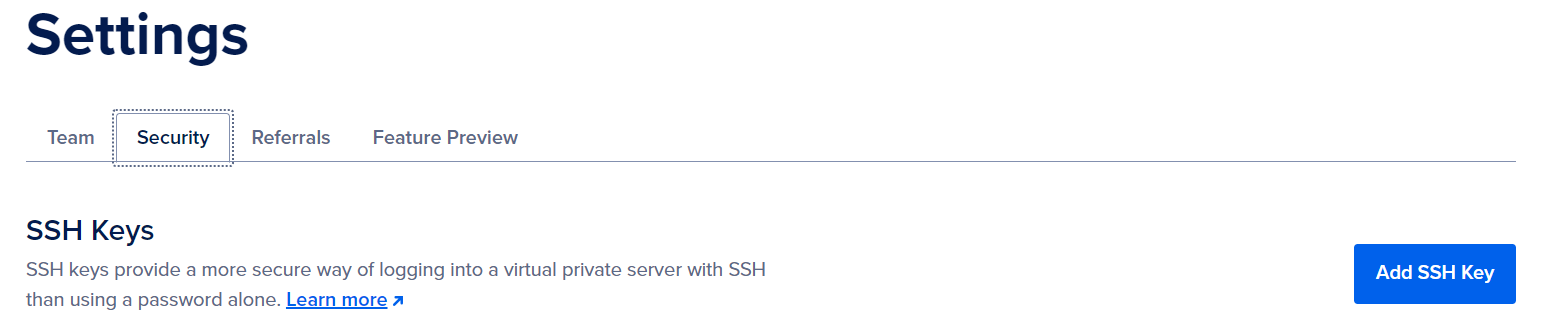 Settings
Team Security Referrals Feature Preview
SSH Keys
SSH keys provide a more secure way of logging into a virtual private server with SSH
than using a password alone. Learn more
Add SSH Key